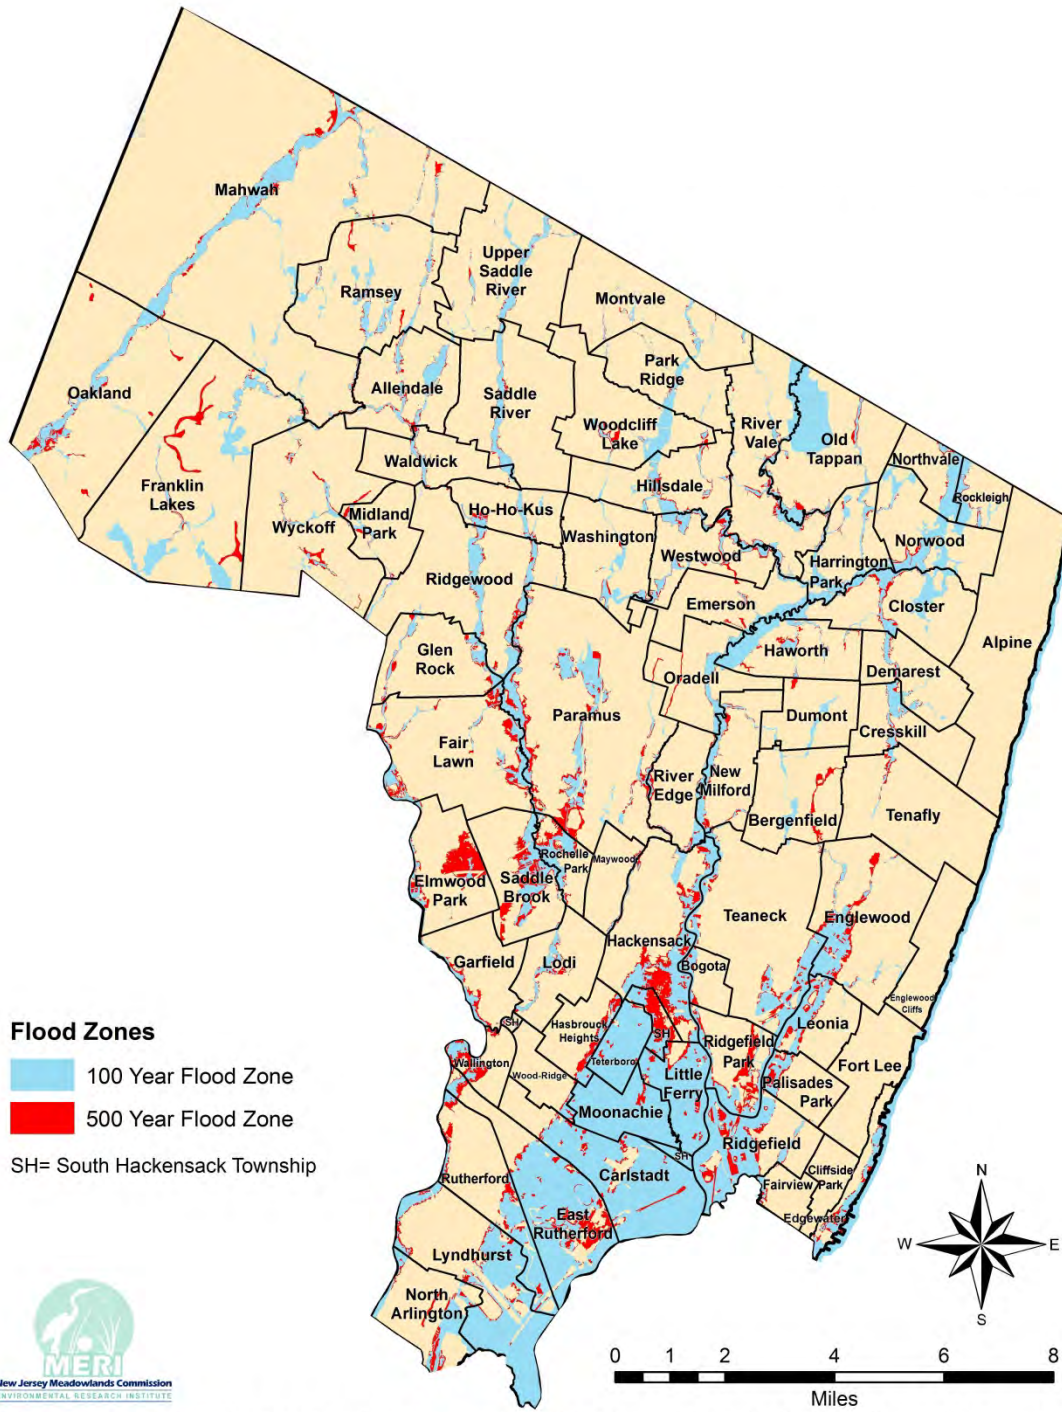 Mahwah
Upper
Saddle
River
Ramsey
Montvale
Park
Ridge
Oakland
Allendale
Saddle
River
Woodcliff
Lake
River
Vale
Old
Tappan
Northvale
Waldwick
Franklin
Lakes
Hillsdale
Rockleigh
Wyckoff
Midland
Park
Ho-Ho-Kus
Washington
Westwood
Harrington
Park
Norwood
Ridgewood
Emerson
Closter
Glen
Rock
Haworth
Alpine
Oradell
Demarest
Paramus
Dumont
Cresskill
Fair
Lawn
River
Edge
New
Milford
Bergenfield
Tenafly
Elmwood
Park
Saddle
Brook
Rochelle
Park
Maywood
Teaneck
Englewood
Hackensack
Garfield
Lodi
Bogota
Englewood
Cliffs
SH
Hasbrouck
Heights
SH
Leonia
Ridgefield
Park
Fort Lee
Wallington
Wood-Ridge
Teterboro
Little
Ferry
Palisades
Park
Moonachie
Ridgefield
SH
Carlstadt
Rutherford
Fairview
Cliffside
Park
Edgewater
East
Rutherford
Lyndhurst
North
Arlington
Flood Zones
100 Year Flood Zone
500 Year Flood Zone
SH= South Hackensack Township
N
W
E
S
0 1 2 4 6 8
Miles
MERI
New Jersey Meadowlands Commission
ENVIRONMENTAL RESEARCH INSTITUTE